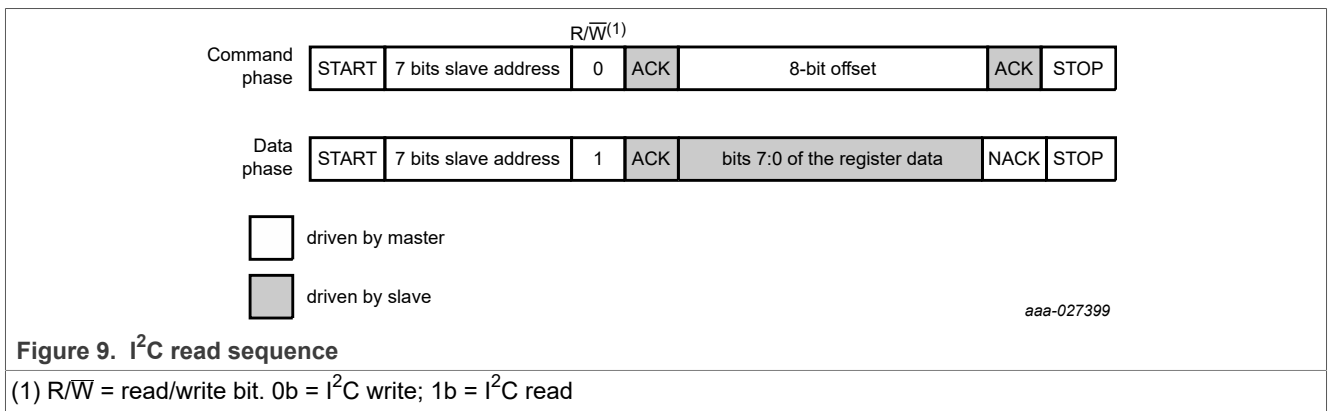 R/W̅(1)
Command phase
START 7 bits slave address 0 ACK 8-bit offset ACK STOP
Data phase
START 7 bits slave address 1 ACK bits 7:0 of the register data NACK STOP
driven by master
driven by slave
aaa-027399
Figure 9. I²C read sequence
(1) R/W̅ = read/write bit. 0b = I²C write; 1b = I²C read